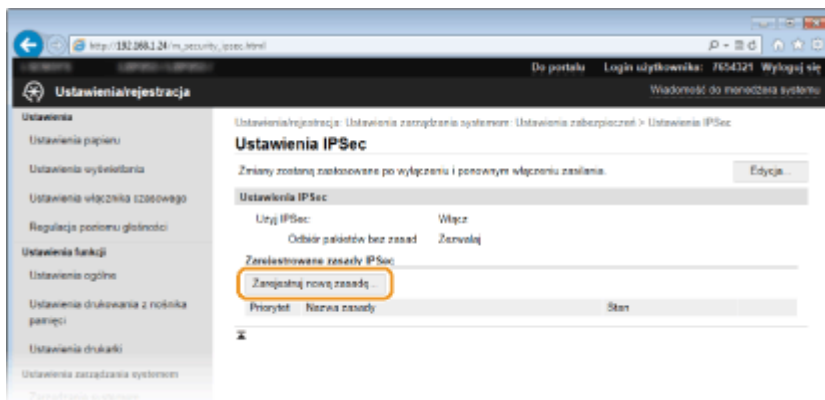 http://192.168.1.24/m_security_ipsec.html
Do portalu Login użytkownika: 7654321 Wyloguj się
Ustawienia/rejestracja
Wiadomość do menedżera systemu
Ustawienia
Ustawienia papieru
Ustawienia wyświetlania
Ustawienia włącznika czasowego
Regulacja poziomu głośności
Ustawienia funkcji
Ustawienia ogólne
Ustawienia drukowania z nośnika
pamięci
Ustawienia drukarki
Ustawienia zarządzania systemem
Ustawienia/rejestracja: Ustawienia zarządzania systemem: Ustawienia zabezpieczeń > Ustawienia IPSec
Ustawienia IPSec
Zmiany zostaną zastosowane po wyłączeniu i ponownym włączeniu zasilania.
Edycja...
Ustawienia IPSec
Użyj IPSec: Włącz
Odbiór pakietów bez zasad Zezwalaj
Zarejestrowane zasady IPSec
Zarejestruj nową zasadę...
Priorytet Nazwa zasady Stan